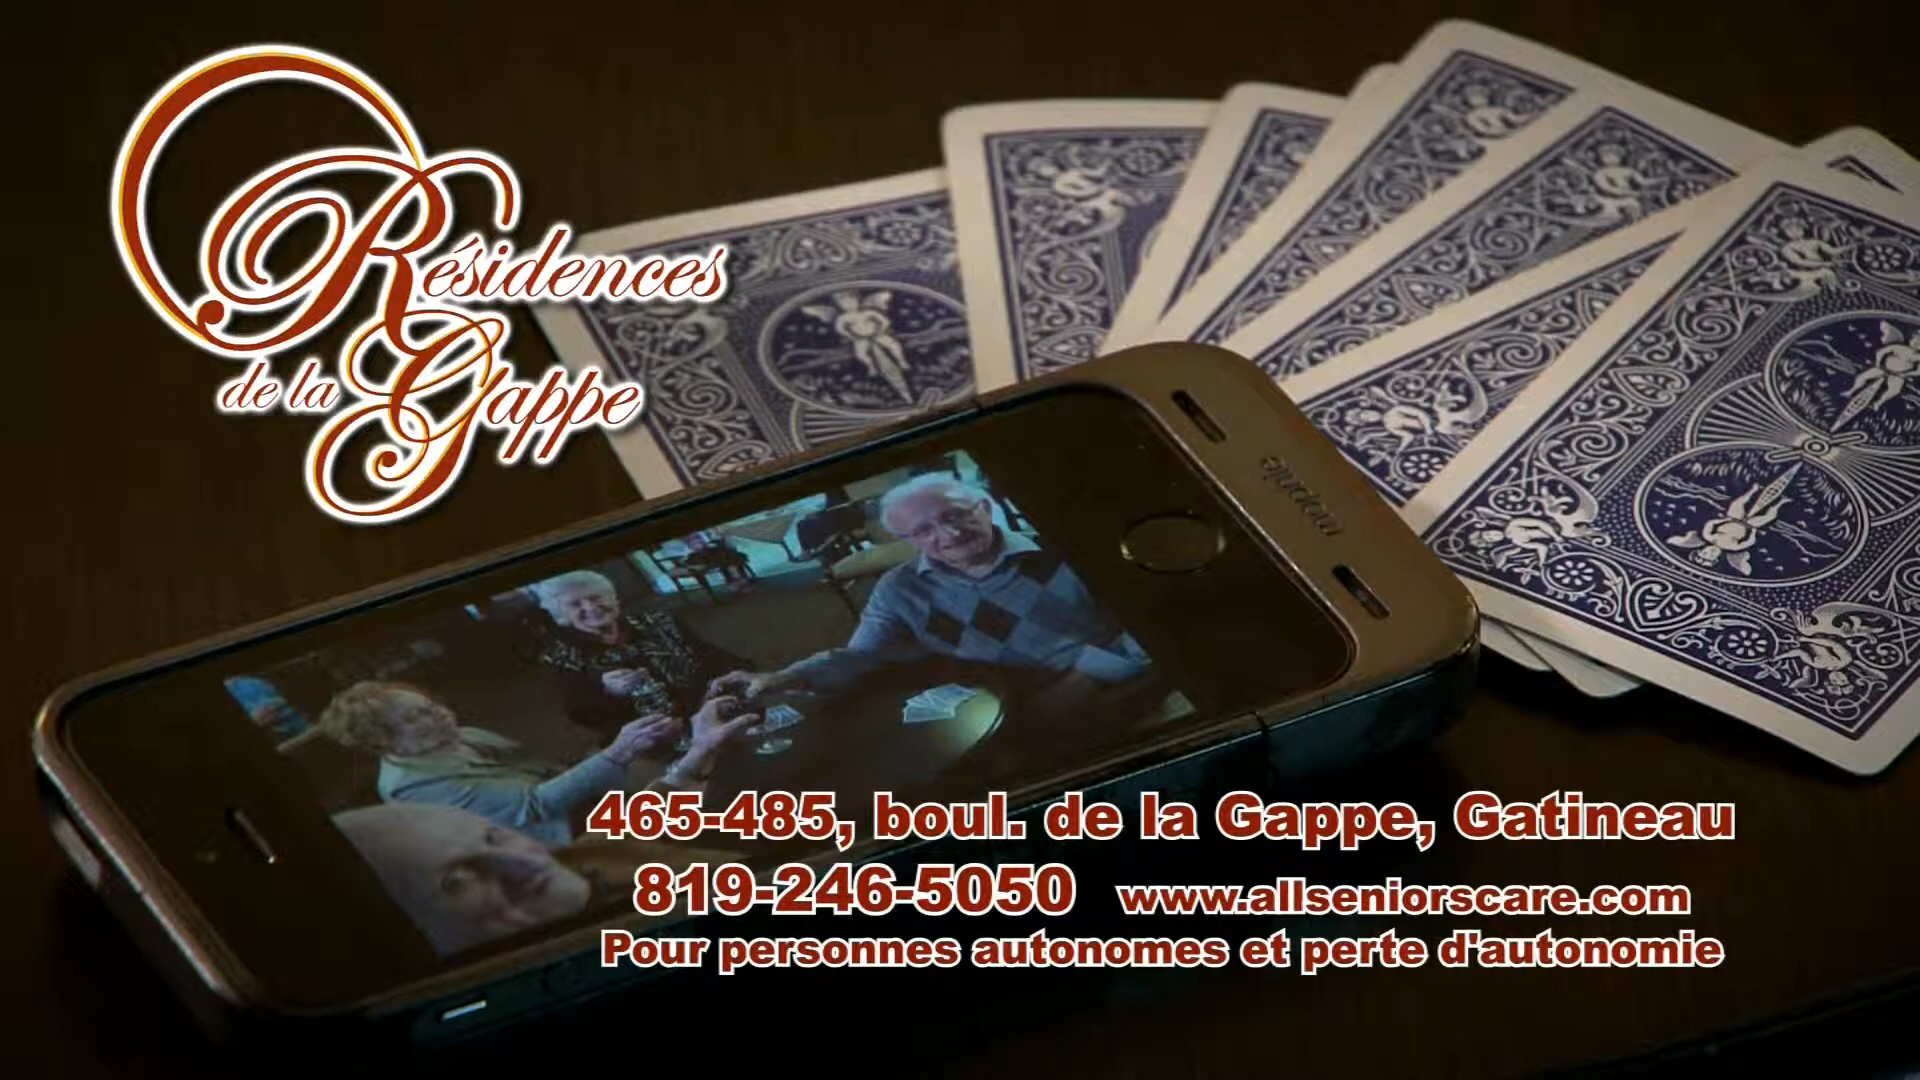 Résidences
de la Gappe
mophie
465-485, boul. de la Gappe, Gatineau
819-246-5050 www.allseniorscare.com
Pour personnes autonomes et perte d'autonomie